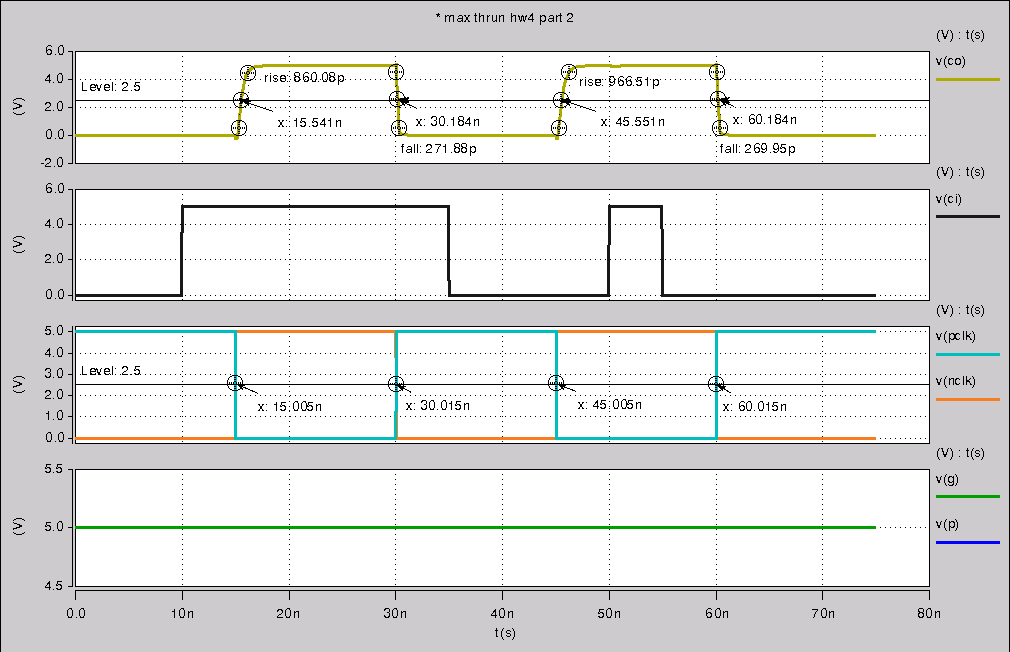 * max thrun hw4 part 2
(V) : t(s)
v(co)
6.0
4.0
2.0
0.0
-2.0
(V)
Level: 2.5
rise: 860.08p
rise: 966.51p
x: 15.541n
x: 30.184n
x: 45.551n
x: 60.184n
fall: 271.88p
fall: 269.95p
(V) : t(s)
v(ci)
6.0
4.0
2.0
0.0
(V)
(V) : t(s)
v(pclk)
v(nclk)
5.0
4.0
3.0
2.0
1.0
0.0
(V)
Level: 2.5
x: 15.005n
x: 30.015n
x: 45.005n
x: 60.015n
(V) : t(s)
v(g)
v(p)
5.5
5.0
4.5
(V)
0.0
10n
20n
30n
40n
50n
60n
70n
80n
t(s)